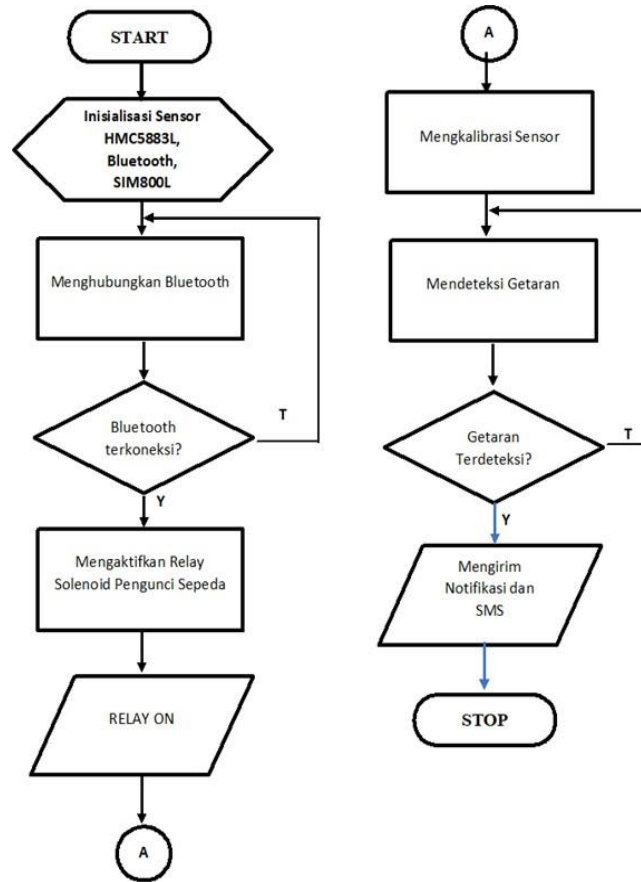 START
Inisialisasi Sensor
HMC5883L,
Bluetooth,
SIM800L
Menghubungkan Bluetooth
Bluetooth
terkoneksi?
T
Y
Mengaktifkan Relay
Solenoid Pengunci Sepeda
RELAY ON
A
A
Mengkalibrasi Sensor
Mendeteksi Getaran
Getaran
Terdeteksi?
T
Y
Mengirim
Notifikasi dan
SMS
STOP